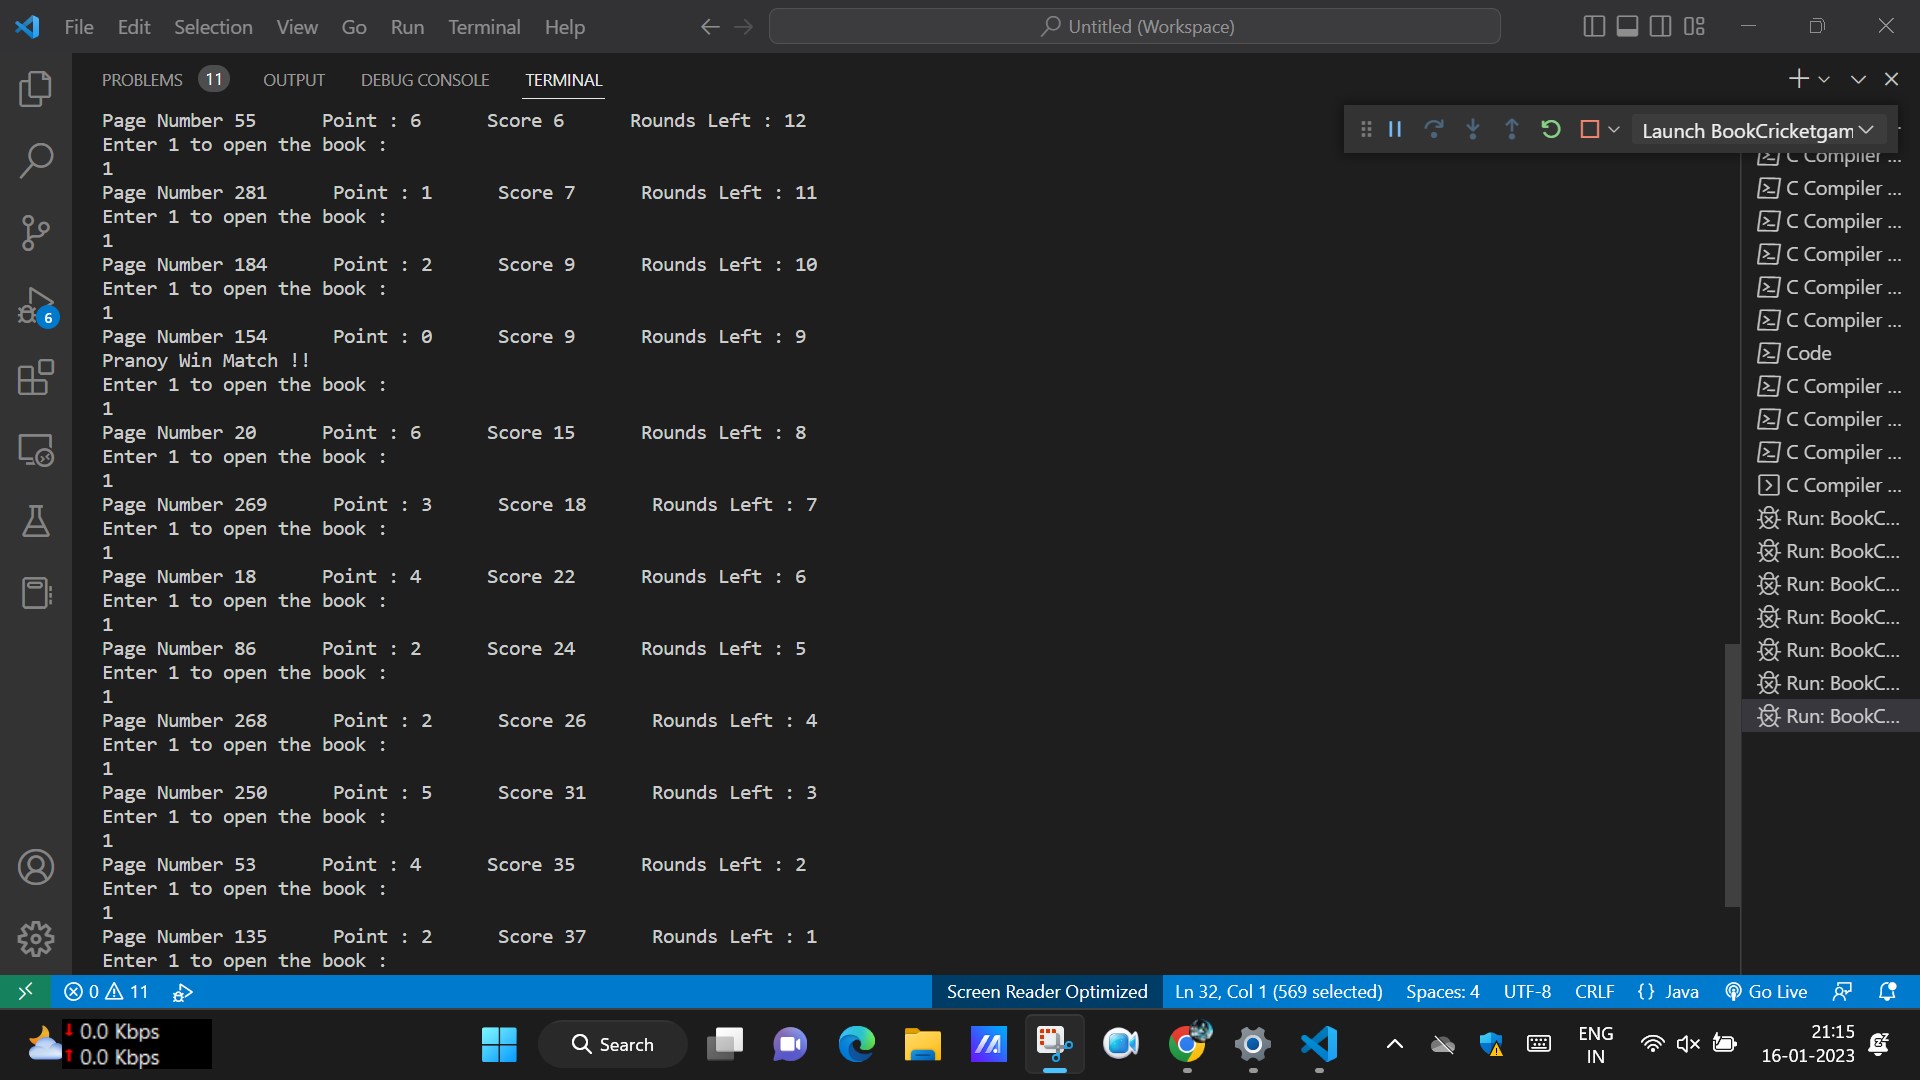 File Edit Selection View Go Run Terminal Help Untitled (Workspace)
PROBLEMS 11 OUTPUT DEBUG CONSOLE TERMINAL
Launch BookCricketgam
Page Number 55 Point : 6 Score 6 Rounds Left : 12
Enter 1 to open the book :
1
Page Number 281 Point : 1 Score 7 Rounds Left : 11
Enter 1 to open the book :
1
Page Number 184 Point : 2 Score 9 Rounds Left : 10
Enter 1 to open the book :
1
Page Number 154 Point : 0 Score 9 Rounds Left : 9
Pranoy Win Match !!
Enter 1 to open the book :
1
Page Number 20 Point : 6 Score 15 Rounds Left : 8
Enter 1 to open the book :
1
Page Number 269 Point : 3 Score 18 Rounds Left : 7
Enter 1 to open the book :
1
Page Number 18 Point : 4 Score 22 Rounds Left : 6
Enter 1 to open the book :
1
Page Number 86 Point : 2 Score 24 Rounds Left : 5
Enter 1 to open the book :
1
Page Number 268 Point : 2 Score 26 Rounds Left : 4
Enter 1 to open the book :
1
Page Number 250 Point : 5 Score 31 Rounds Left : 3
Enter 1 to open the book :
1
Page Number 53 Point : 4 Score 35 Rounds Left : 2
Enter 1 to open the book :
1
Page Number 135 Point : 2 Score 37 Rounds Left : 1
Enter 1 to open the book :
C Compiler ...
C Compiler ...
C Compiler ...
C Compiler ...
C Compiler ...
C Compiler ...
Code
C Compiler ...
C Compiler ...
C Compiler ...
C Compiler ...
Run: BookC...
Run: BookC...
Run: BookC...
Run: BookC...
Run: BookC...
Run: BookC...
Run: BookC...
6
0 11 Screen Reader Optimized Ln 32, Col 1 (569 selected) Spaces: 4 UTF-8 CRLF {} Java Go Live
0.0 Kbps
0.0 Kbps
Search
ENG
IN
21:15
16-01-2023